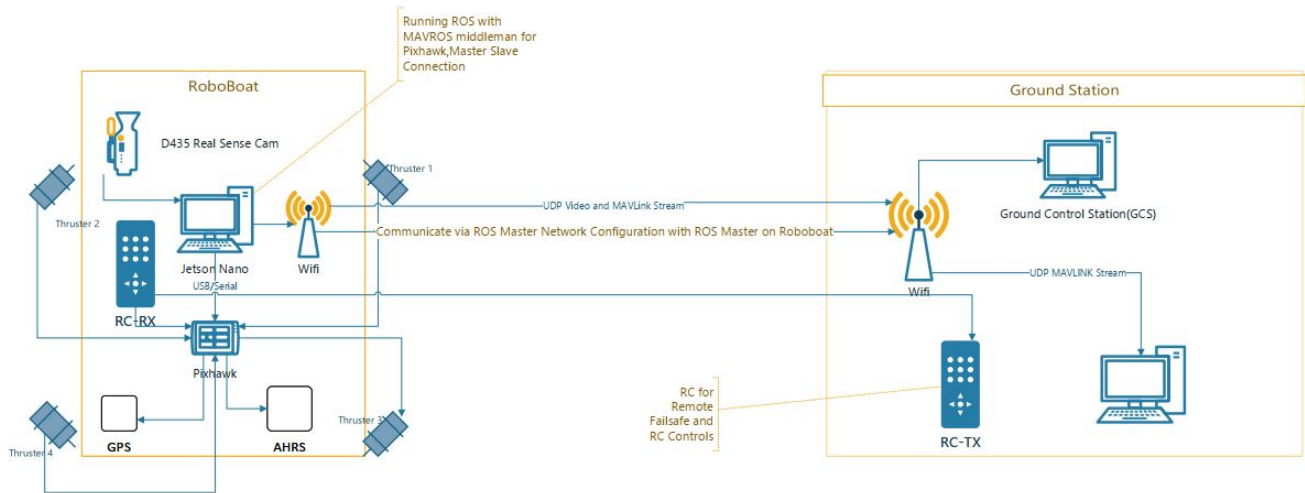 Running ROS with
MAVROS middleman for
Pixhawk,Master Slave
Connection
RoboBoat
Ground Station
D435 Real Sense Cam
Thruster 1
Thruster 2
UDP Video and MAVLink Stream
Ground Control Station(GCS)
Communicate via ROS Master Network Configuration with ROS Master on Roboboat
Jetson Nano
Wifi
USB/Serial
UDP MAVLINK Stream
Wifi
RC-RX
Pixhawk
RC for
Remote
Failsafe and
RC Controls
GPS
AHRS
Thruster 3
Thruster 4
RC-TX